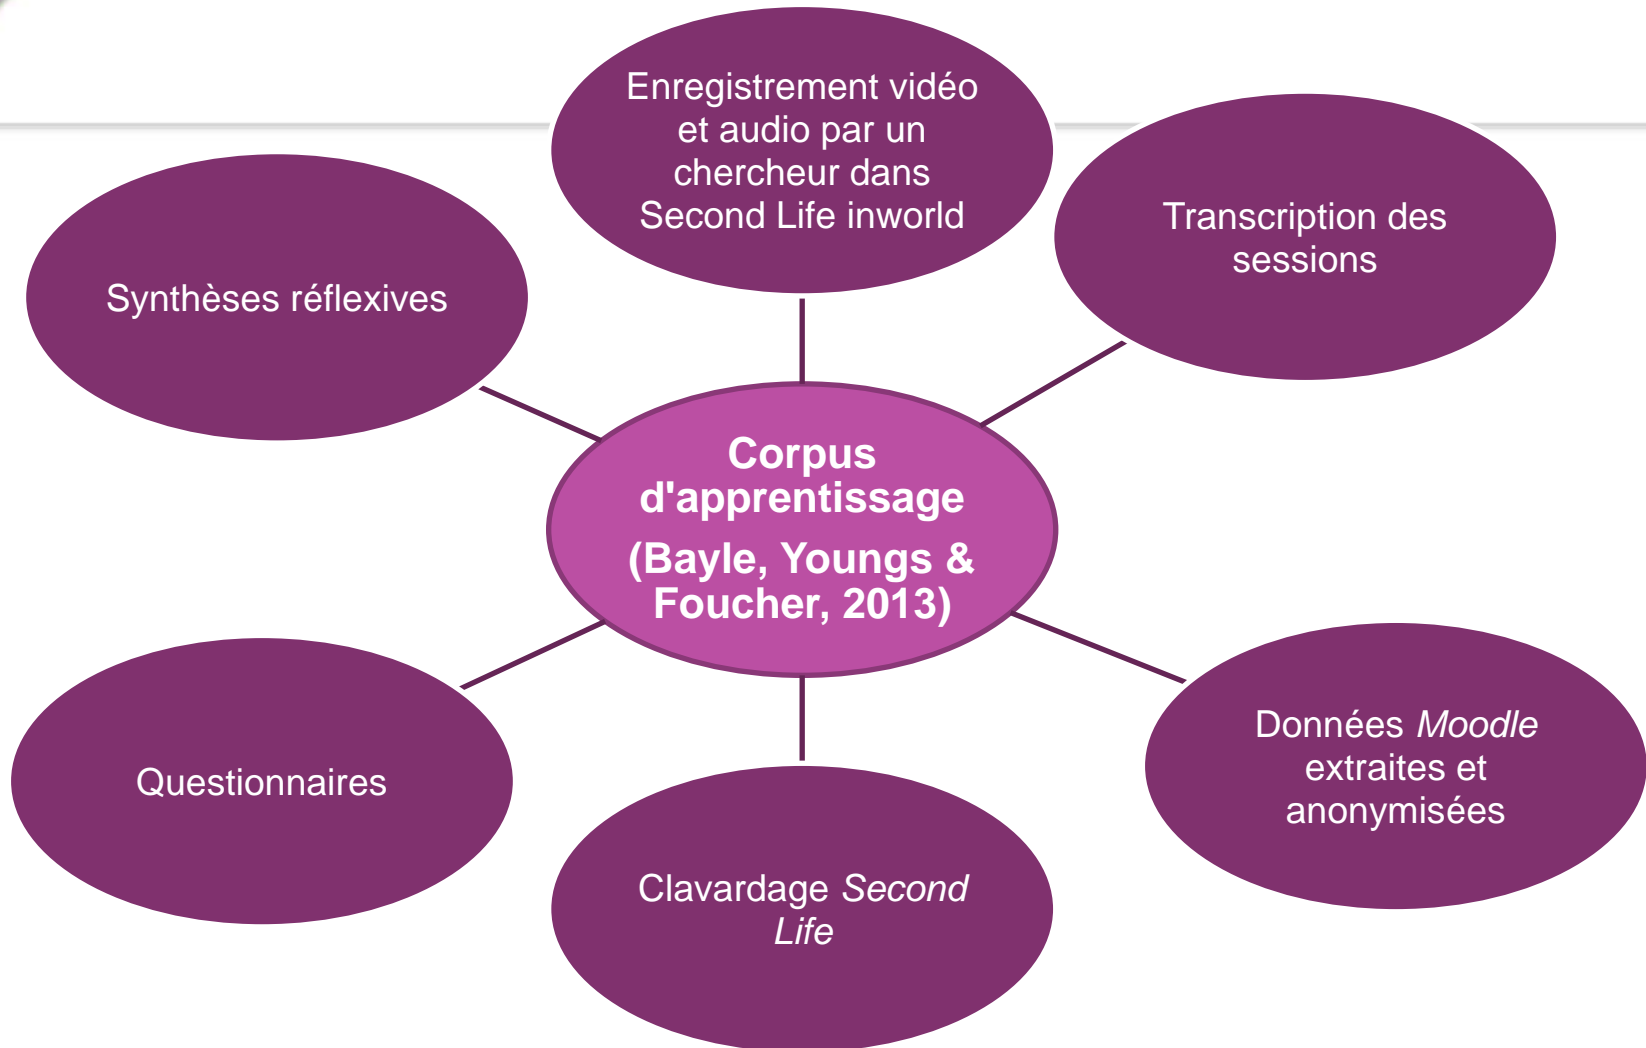 Enregistrement vidéo
et audio par un
chercheur dans
Second Life inworld
Transcription des
sessions
Synthèses réflexives
Corpus
d'apprentissage
(Bayle, Youngs &
Foucher, 2013)
Données Moodle
extraites et
anonymisées
Questionnaires
Clavardage Second
Life